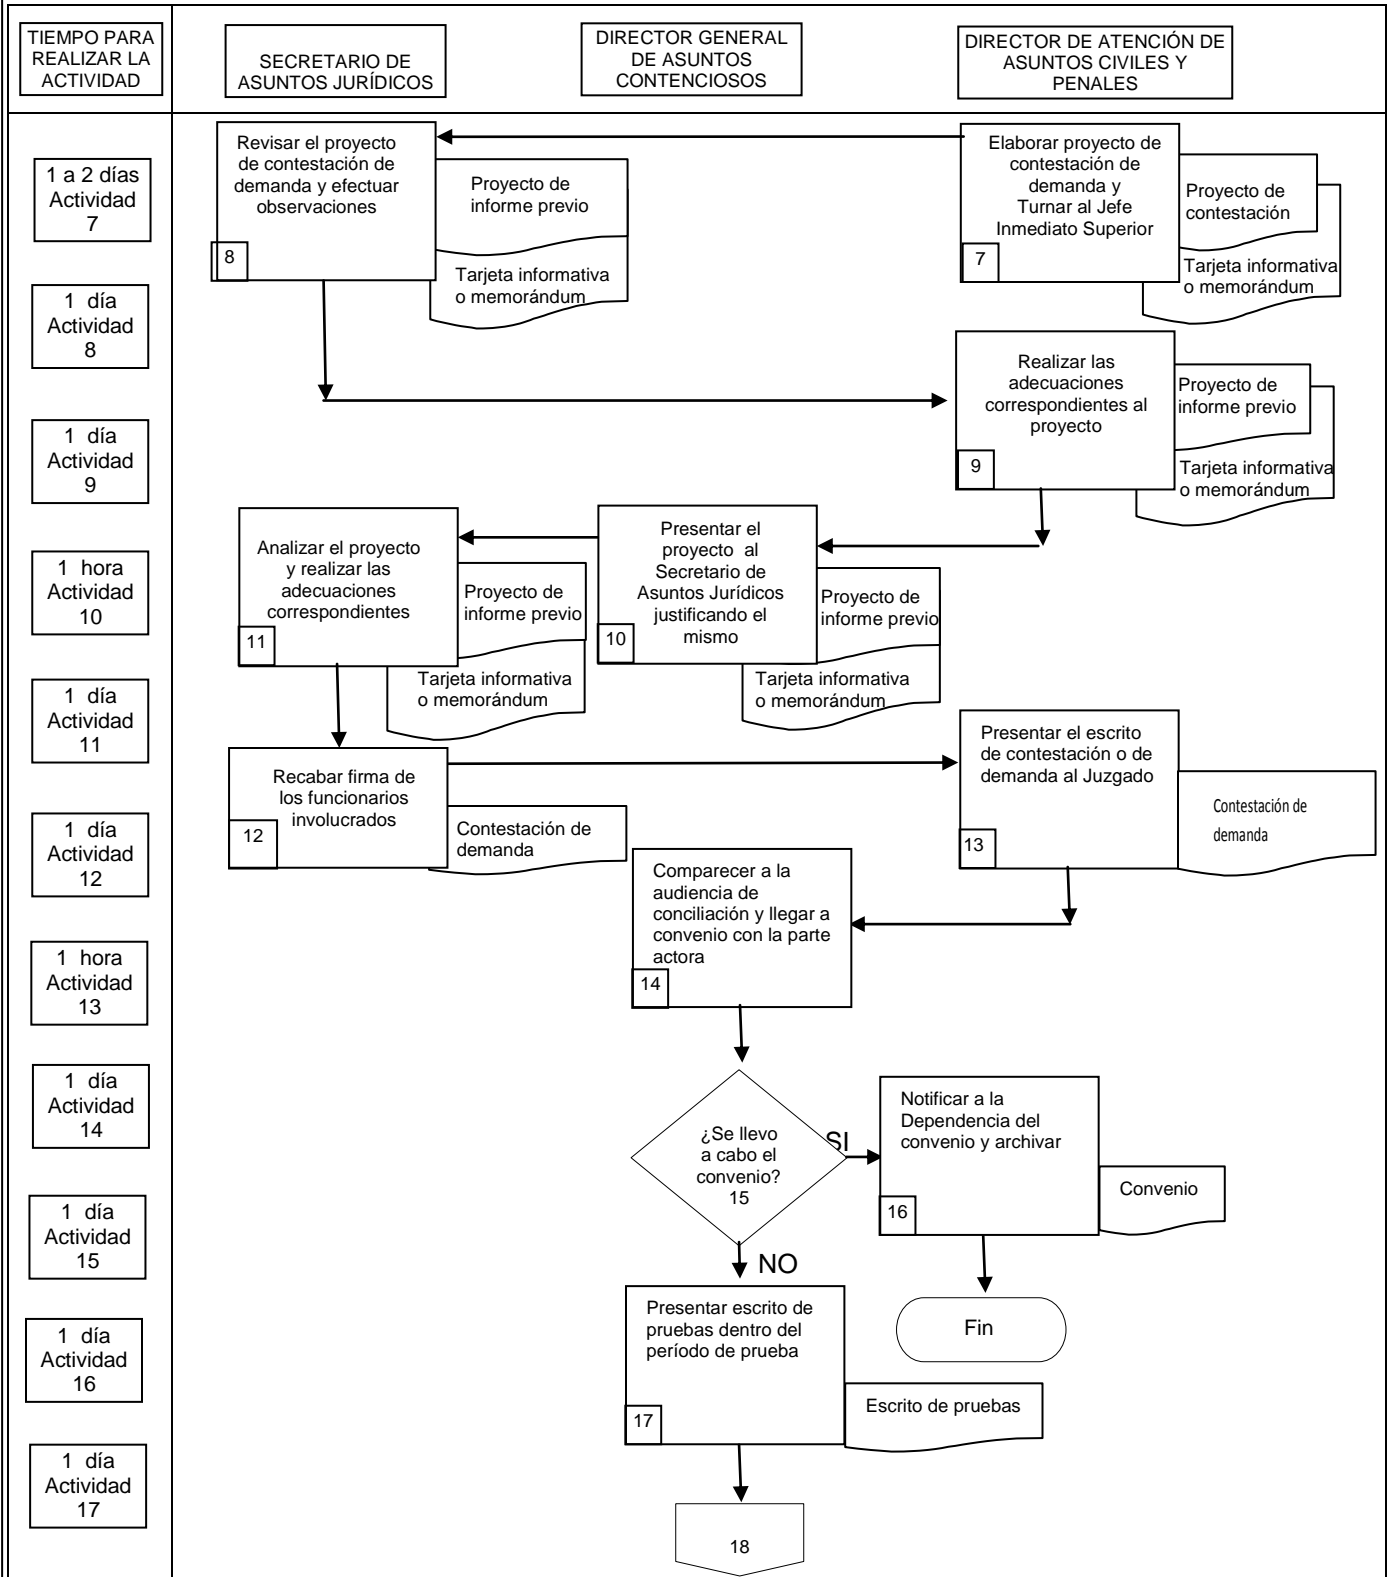 TIEMPO PARA
REALIZAR LA
ACTIVIDAD
SECRETARIO DE
ASUNTOS JURÍDICOS
DIRECTOR GENERAL
DE ASUNTOS
CONTENCIOSOS
DIRECTOR DE ATENCIÓN DE
ASUNTOS CIVILES Y
PENALES
1 a 2 días
Actividad
7
Revisar el proyecto
de contestación de
demanda y efectuar
observaciones
8
Proyecto de
informe previo
Tarjeta informativa
o memorándum
Elaborar proyecto de
contestación de
demanda y
Turnar al Jefe
Inmediato Superior
7
Proyecto de
contestación
Tarjeta informativa
o memorándum
1 día
Actividad
8
Realizar las
adecuaciones
correspondientes al
proyecto
9
Proyecto de
informe previo
Tarjeta informativa
o memorándum
1 día
Actividad
9
Analizar el proyecto
y realizar las
adecuaciones
correspondientes
11
Proyecto de
informe previo
Tarjeta informativa
o memorándum
Presentar el
proyecto al
Secretario de
Asuntos Jurídicos
justificando el
mismo
10
Proyecto de
informe previo
Tarjeta informativa
o memorándum
1 hora
Actividad
10
1 día
Actividad
11
Recabar firma de
los funcionarios
involucrados
12
Contestación de
demanda
Presentar el escrito
de contestación o de
demanda al Juzgado
13
Contestación de
demanda
1 día
Actividad
12
Comparecer a la
audiencia de
conciliación y llegar a
convenio con la parte
actora
14
1 hora
Actividad
13
1 día
Actividad
14
¿Se llevo
a cabo el
convenio?
15
SI
Notificar a la
Dependencia del
convenio y archivar
16
Convenio
1 día
Actividad
15
NO
Presentar escrito de
pruebas dentro del
período de prueba
17
Escrito de pruebas
Fin
1 día
Actividad
16
1 día
Actividad
17
18